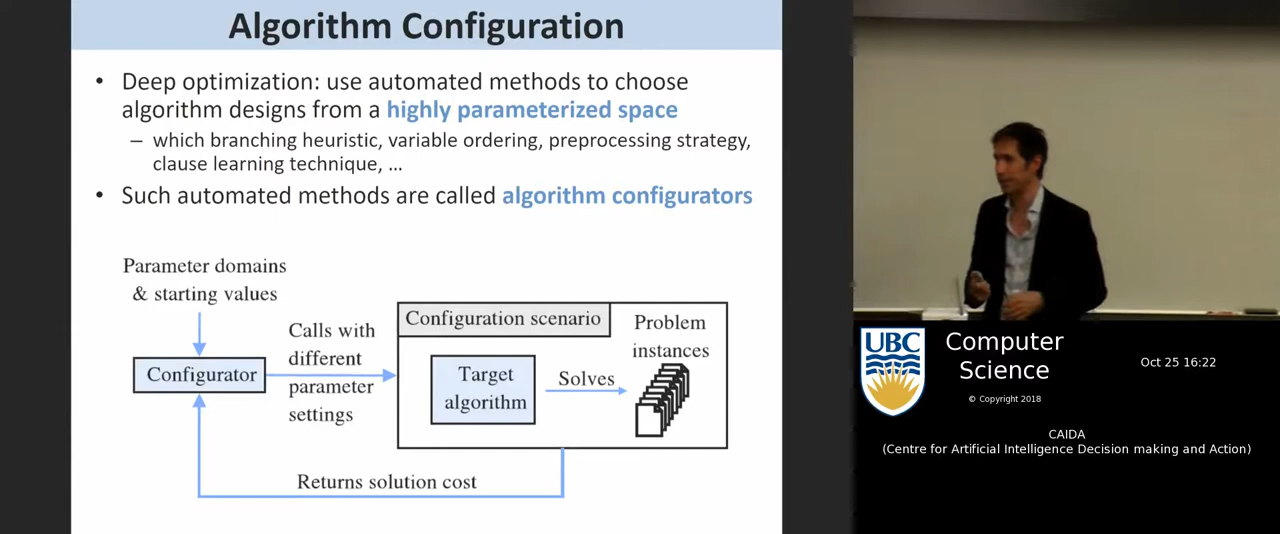 Algorithm Configuration
• Deep optimization: use automated methods to choose
algorithm designs from a highly parameterized space
– which branching heuristic, variable ordering, preprocessing strategy,
clause learning technique, ...
• Such automated methods are called algorithm configurators
Parameter domains
& starting values
Configurator
Calls with
different
parameter
settings
Configuration scenario
Target
algorithm
Solves
Problem
instances
Returns solution cost
UBC
Computer
Science
© Copyright 2018
Oct 25 16:22
CAIDA
(Centre for Artificial Intelligence Decision making and Action)